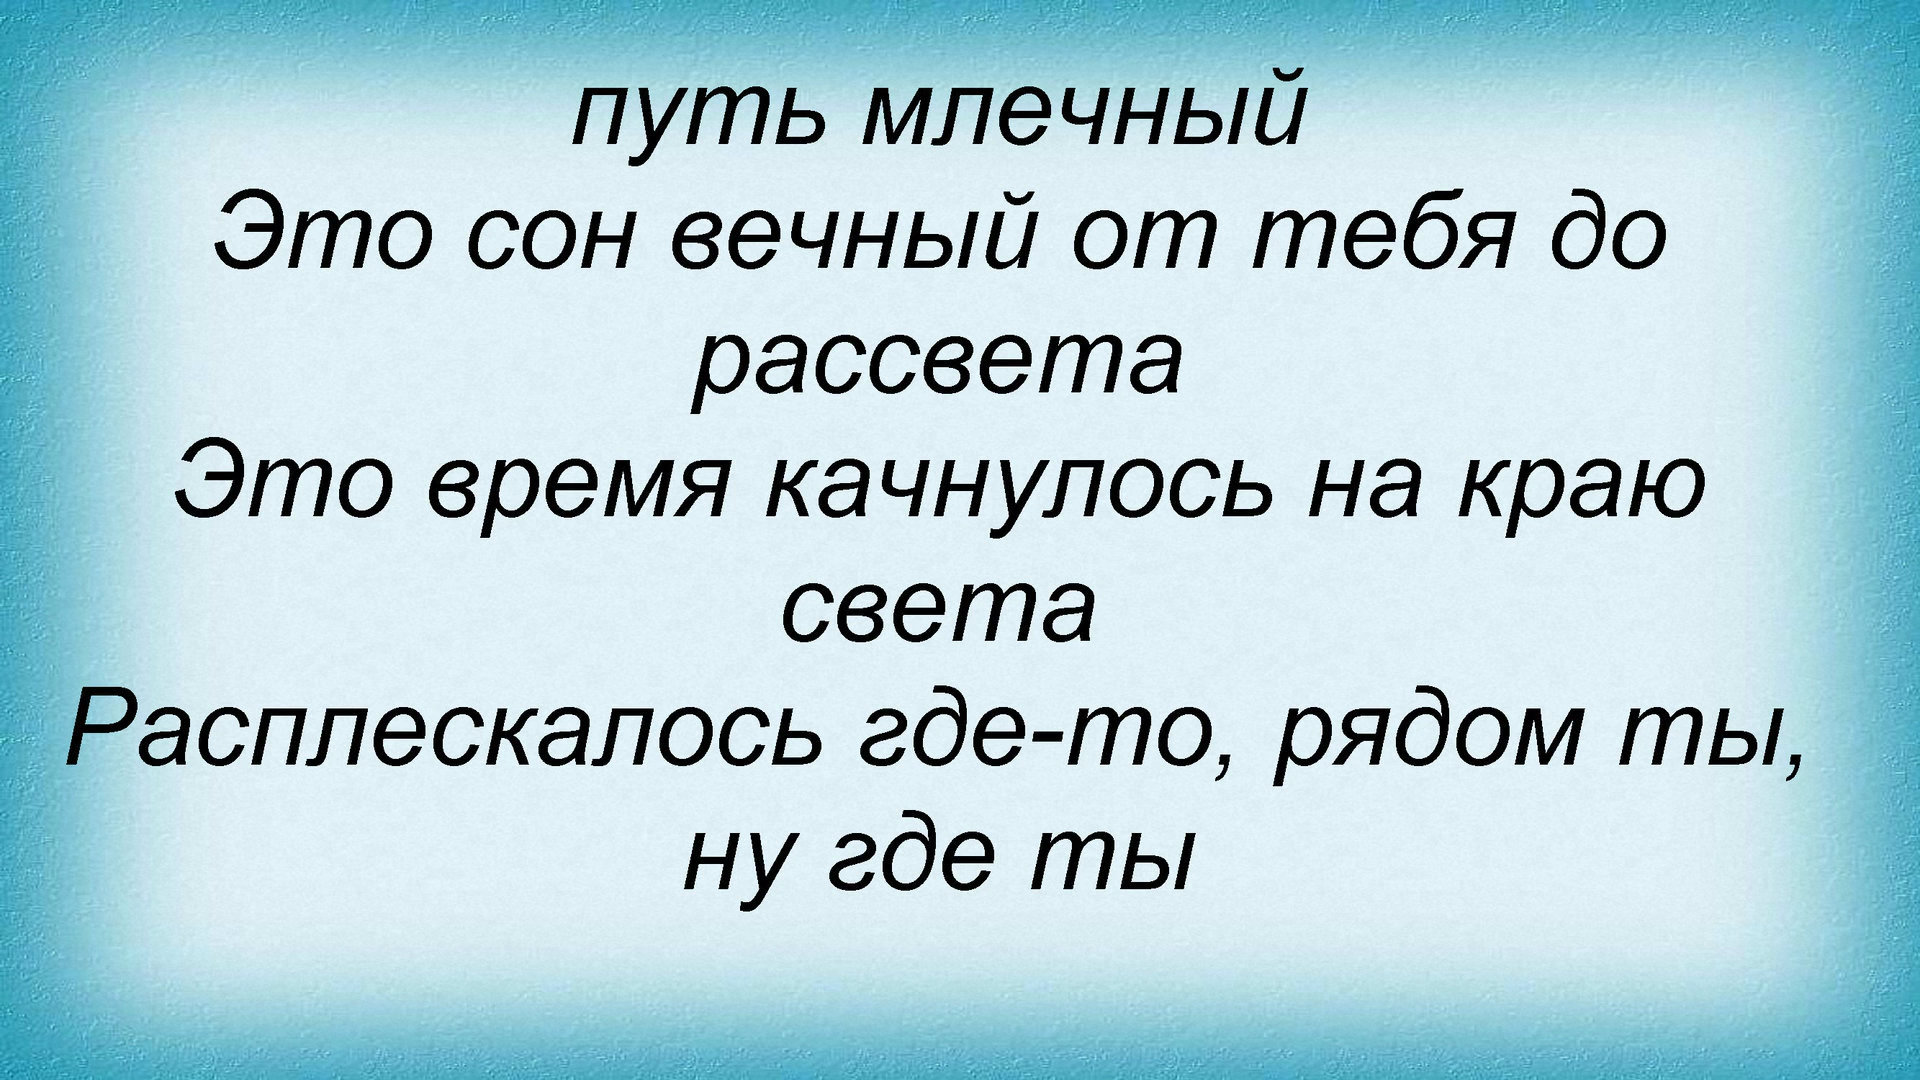 путь млечный
Это сон вечный от тебя до
рассвета
Это время качнулось на краю
света
Расплескалось где-то, рядом ты,
ну где ты